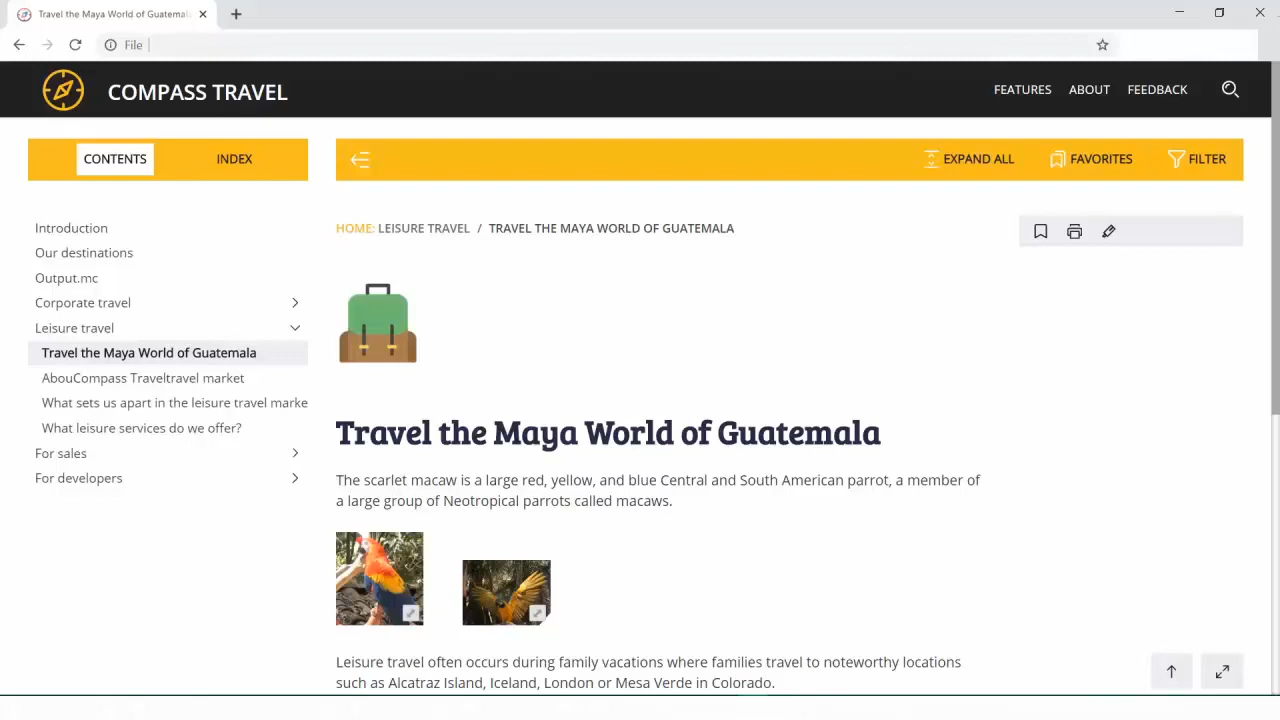 Travel the Maya World of Guatemal
File
COMPASS TRAVEL
FEATURES ABOUT FEEDBACK
CONTENTS INDEX
EXPAND ALL FAVORITES FILTER
Introduction
Our destinations
Output.mc
Corporate travel
Leisure travel
Travel the Maya World of Guatemala
AbouCompass Traveltravel market
What sets us apart in the leisure travel marke
What leisure services do we offer?
For sales
For developers
HOME: LEISURE TRAVEL / TRAVEL THE MAYA WORLD OF GUATEMALA
Travel the Maya World of Guatemala
The scarlet macaw is a large red, yellow, and blue Central and South American parrot, a member of
a large group of Neotropical parrots called macaws.
Leisure travel often occurs during family vacations where families travel to noteworthy locations
such as Alcatraz Island, Iceland, London or Mesa Verde in Colorado.